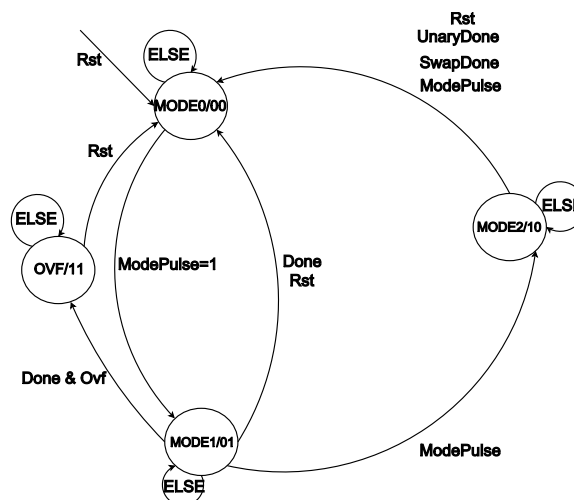 Rst
UnaryDone
SwapDone
ModePulse
ELSE
Rst
MODE0/00
Rst
ELSE
ELSE
MODE2/10
OVF/11
ModePulse=1
Done
Rst
Done & Ovf
MODE1/01
ModePulse
ELSE